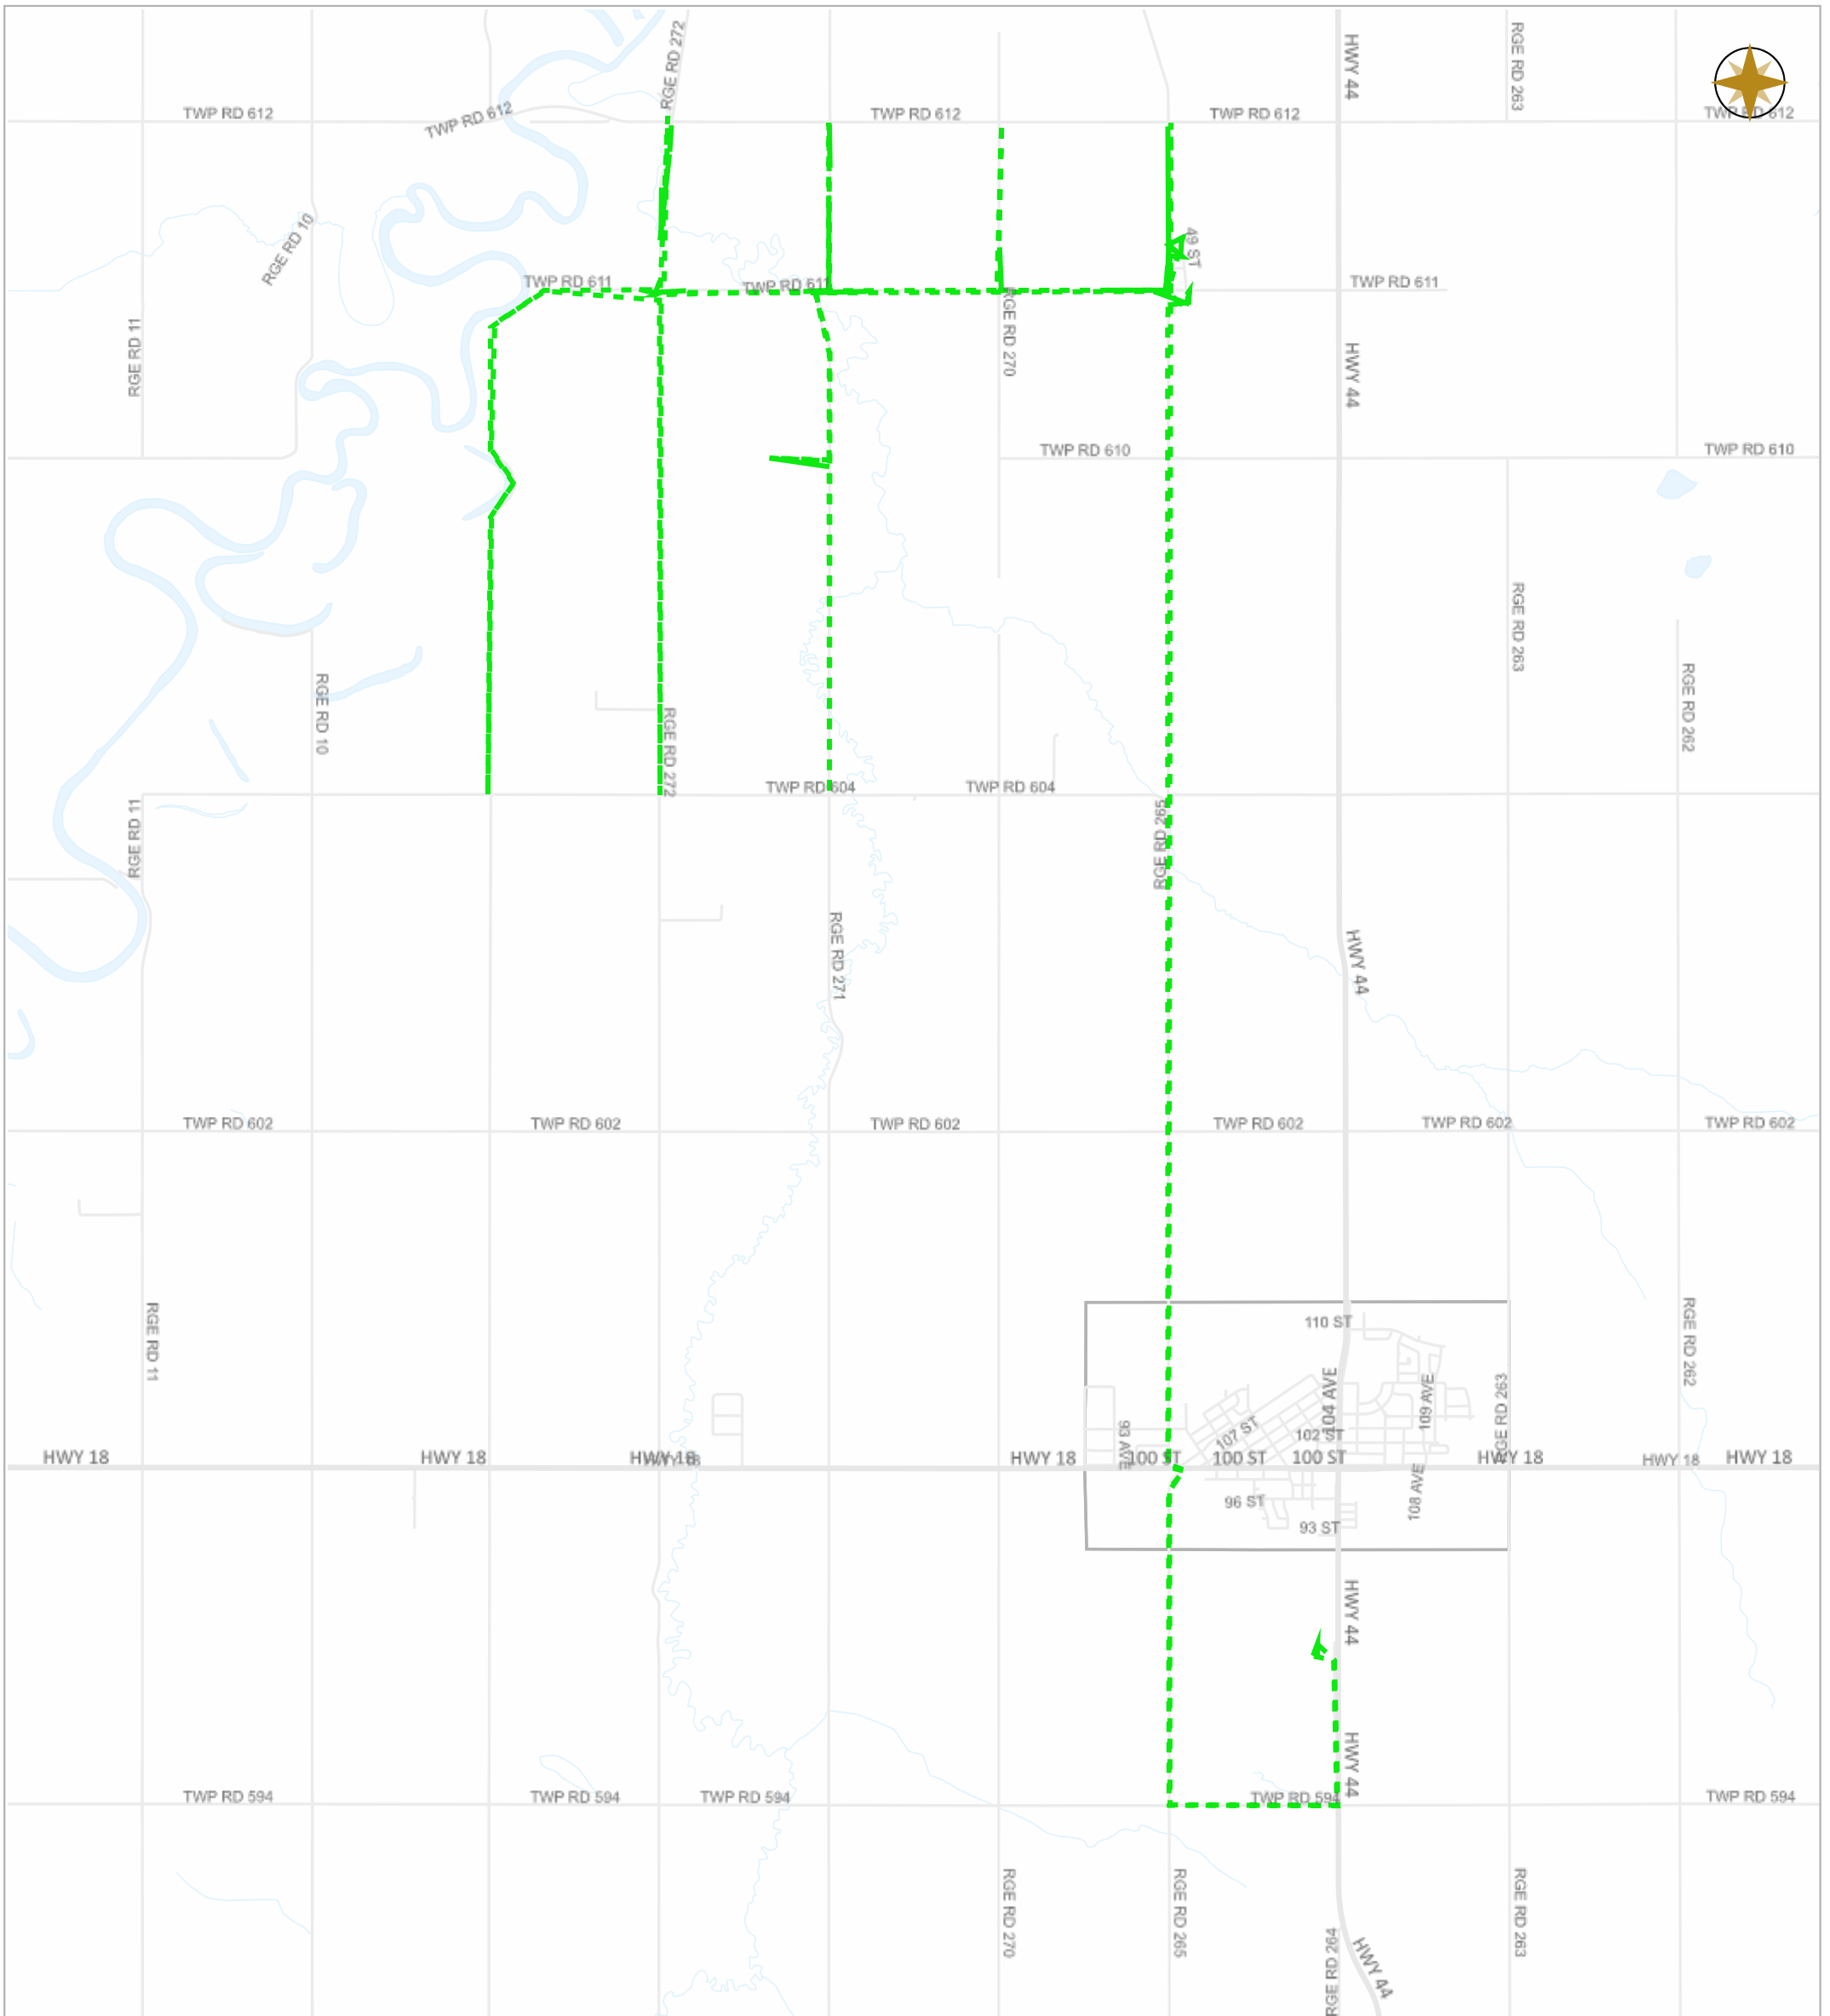 RGE RD 272
HWY 44
RGE RD 263
TWP RD 612
TWP RD 612
TWP RD 612
TWP RD 612
TWP RD 612
RGE RD 10
49 ST
TWP RD 611
TWP RD 611
TWP RD 611
RGE RD 11
RGE RD 270
HWY 44
TWP RD 610
TWP RD 610
RGE RD 263
RGE RD 10
RGE RD 272
RGE RD 262
TWP RD 604
TWP RD 604
RGE RD 11
RGE RD 265
RGE RD 271
HWY 44
TWP RD 602
TWP RD 602
TWP RD 602
TWP RD 602
TWP RD 602
TWP RD 602
RGE RD 11
110 ST
RGE RD 262
104 AVE
109 AVE
RGE RD 263
93 AVE
107 ST
102 ST
HWY 18
HWY 18
HWY 18
HWY 18
HWY 18
100 ST
100 ST
100 ST
HWY 18
HWY 18
HWY 18
96 ST
108 AVE
93 ST
HWY 44
HWY 44
TWP RD 594
TWP RD 594
TWP RD 594
TWP RD 594
TWP RD 594
RGE RD 270
RGE RD 265
RGE RD 263
RGE RD 264
HWY 44